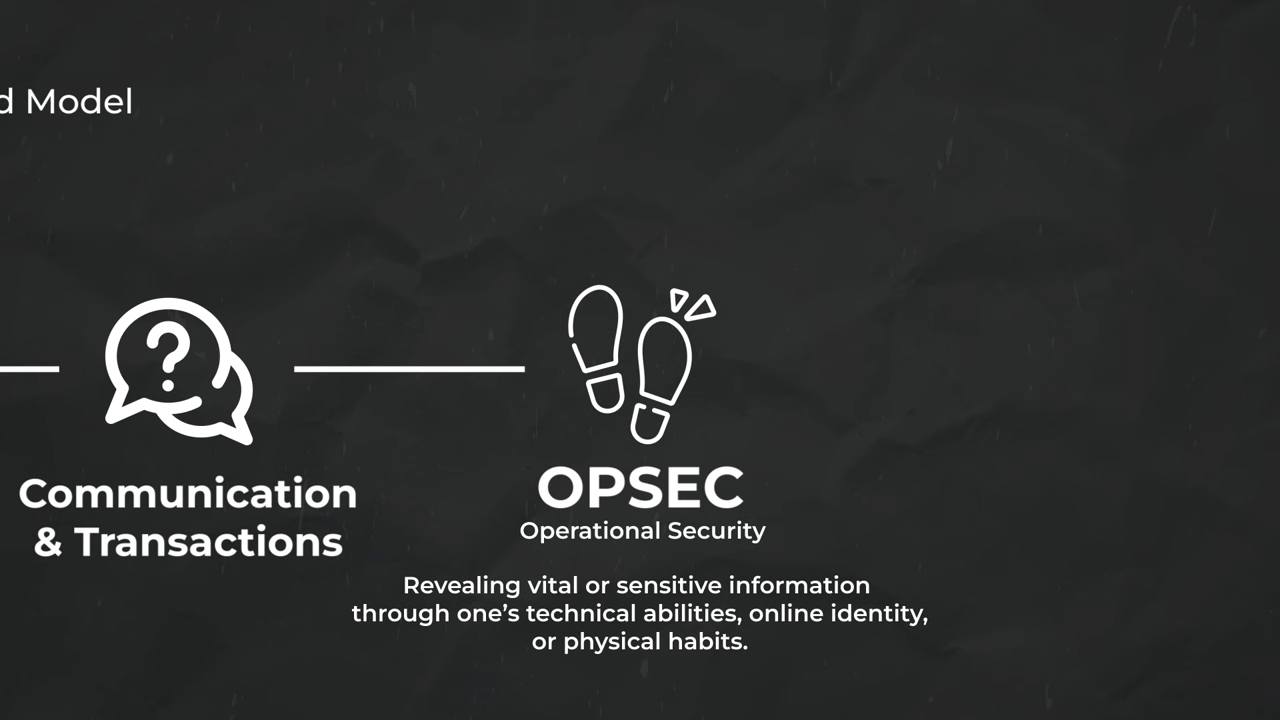 d Model
?
Communication
& Transactions
OPSEC
Operational Security
Revealing vital or sensitive information
through one's technical abilities, online identity,
or physical habits.